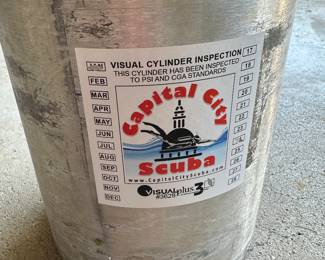 VISUAL CYLINDER INSPECTION
THIS CYLINDER HAS BEEN INSPECTED
TO PSI AND CGA STANDARDS
JAN
FEB
MAR
APR
MAY
JUN
JUL
AUG
SEP
OCT
NOV
DEC
Capital City
Scuba
www.CapitalCityScuba.com
VISUALplus 3
17
18
19
20
21
22
23
25
26
27
28